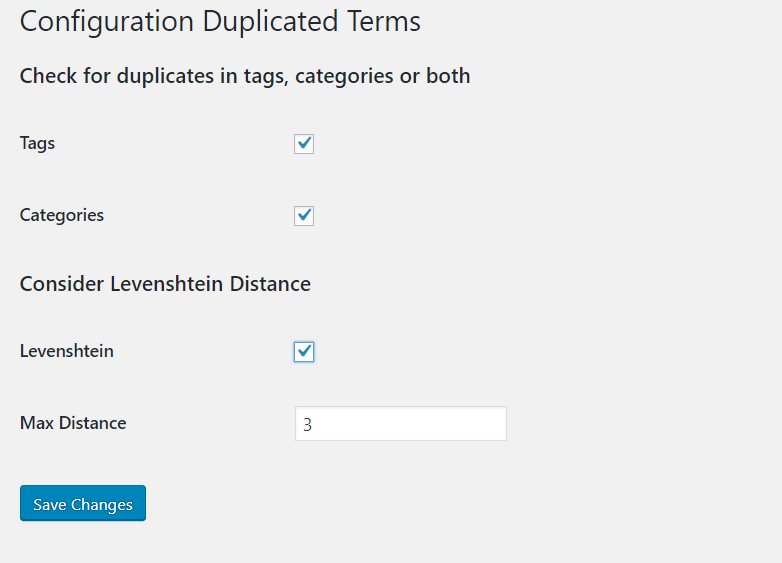 Configuration Duplicated Terms
Check for duplicates in tags, categories or both
Tags
Categories
Consider Levenshtein Distance
Levenshtein
Max Distance
3
Save Changes